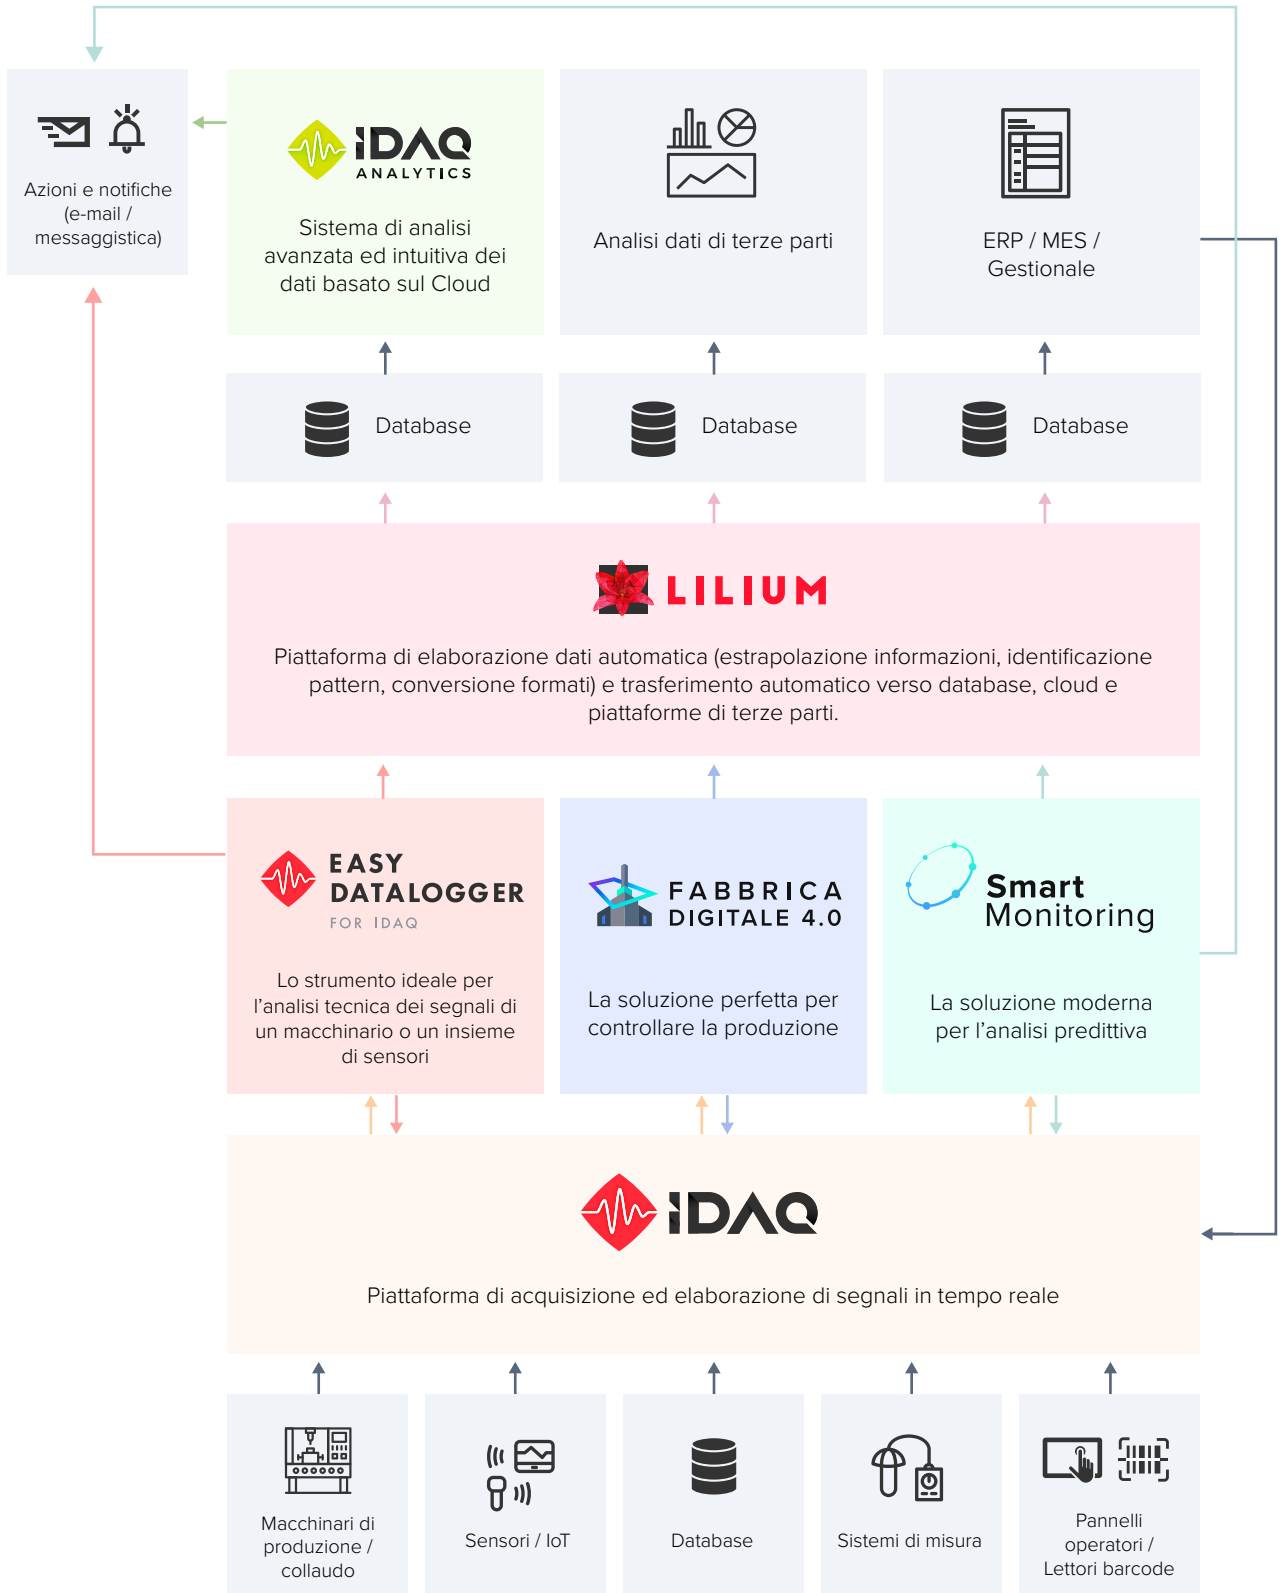 Azioni e notifiche
(e-mail /
messaggistica)
IDAQ
ANALYTICS
Sistema di analisi
avanzata ed intuitiva dei
dati basato sul Cloud
Analisi dati di terze parti
ERP / MES /
Gestionale
Database
Database
Database
LILIUM
Piattaforma di elaborazione dati automatica (estrapolazione informazioni, identificazione
pattern, conversione formati) e trasferimento automatico verso database, cloud e
piattaforme di terze parti.
EASY
DATALOGGER
FOR IDAQ
Lo strumento ideale per
l'analisi tecnica dei segnali di
un macchinario o un insieme
di sensori
FABBRICA
DIGITALE 4.0
La soluzione perfetta per
controllare la produzione
Smart
Monitoring
La soluzione moderna
per l'analisi predittiva
IDAQ
Piattaforma di acquisizione ed elaborazione di segnali in tempo reale
Macchinari di
produzione /
collaudo
Sensori / IoT
Database
Sistemi di misura
Pannelli
operatori /
Lettori barcode